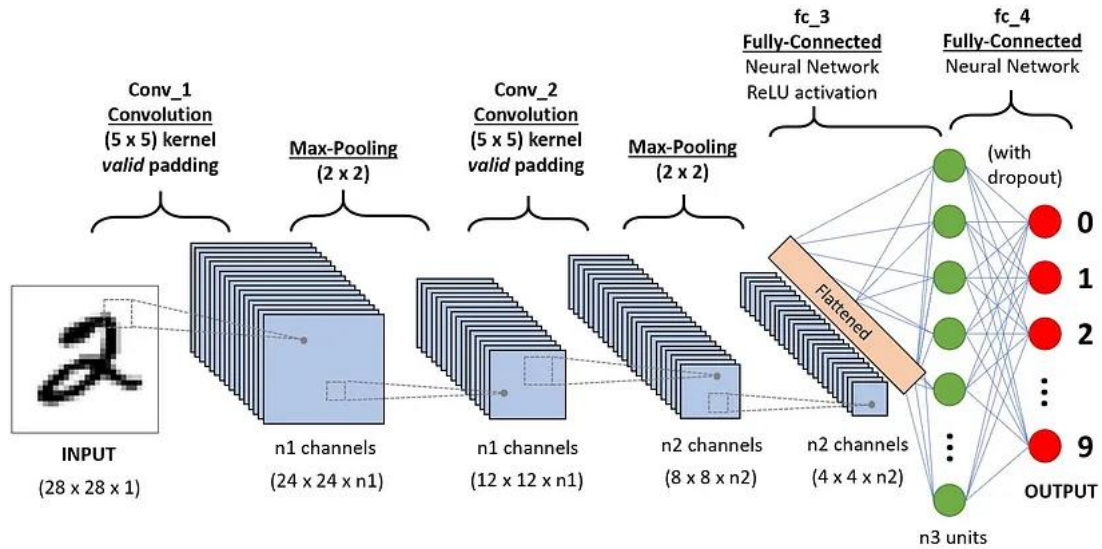 Conv_1
Convolution
(5 x 5) kernel
valid padding
Max-Pooling
(2 x 2)
Conv_2
Convolution
(5 x 5) kernel
valid padding
Max-Pooling
(2 x 2)
fc_3
Fully-Connected
Neural Network
ReLU activation
fc_4
Fully-Connected
Neural Network
(with
dropout)
INPUT
(28 x 28 x 1)
n1 channels
(24 x 24 x n1)
n1 channels
(12 x 12 x n1)
n2 channels
(8 x 8 x n2)
n2 channels
(4 x 4 x n2)
Flattened
n3 units
0
1
2
9
OUTPUT
2